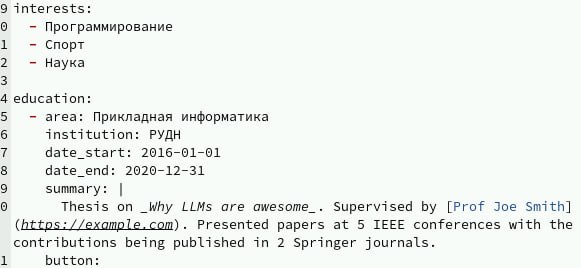 9 interests:
0   - Программирование
1   - Спорт
2   - Наука
3
4 education:
5   - area: Прикладная информатика
6     institution: РУДН
7     date_start: 2016-01-01
8     date_end: 2020-12-31
9     summary: |
0       Thesis on _Why LLMs are awesome_. Supervised by [Prof Joe Smith]
(https://example.com). Presented papers at 5 IEEE conferences with the
contributions being published in 2 Springer journals.
1     button: